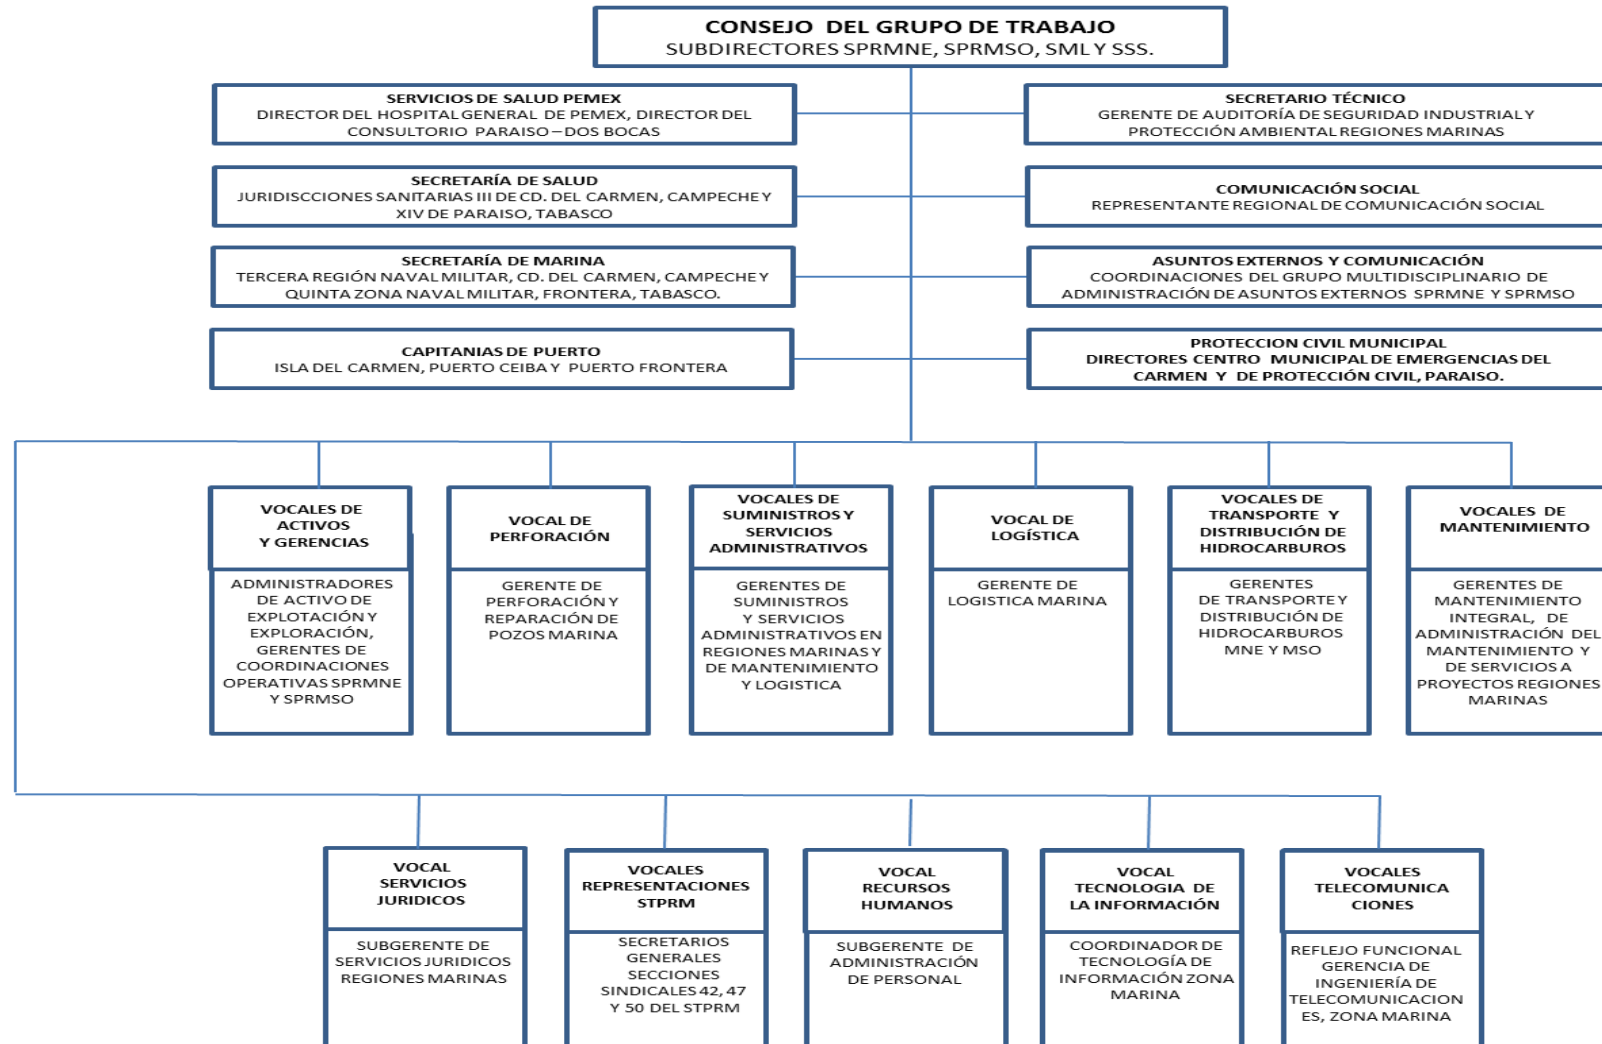 CONSEJO DEL GRUPO DE TRABAJO
SUBDIRECTORES SPRMNE, SPRMSO, SML Y SSS.
SERVICIOS DE SALUD PEMEX
DIRECTOR DEL HOSPITAL GENERAL DE PEMEX, DIRECTOR DEL
CONSULTORIO PARAISO – DOS BOCAS
SECRETARIO TÉCNICO
GERENTE DE AUDITORÍA DE SEGURIDAD INDUSTRIAL Y
PROTECCIÓN AMBIENTAL REGIONES MARINAS
SECRETARÍA DE SALUD
JURIDISCCIONES SANITARIAS III DE CD. DEL CARMEN, CAMPECHE Y
XIV DE PARAISO, TABASCO
COMUNICACIÓN SOCIAL
REPRESENTANTE REGIONAL DE COMUNICACIÓN SOCIAL
SECRETARÍA DE MARINA
TERCERA REGIÓN NAVAL MILITAR, CD. DEL CARMEN, CAMPECHE Y
QUINTA ZONA NAVAL MILITAR, FRONTERA, TABASCO.
ASUNTOS EXTERNOS Y COMUNICACIÓN
COORDINACIONES DEL GRUPO MULTIDISCIPLINARIO DE
ADMINISTRACIÓN DE ASUNTOS EXTERNOS SPRMNE Y SPRMSO
CAPITANIAS DE PUERTO
ISLA DEL CARMEN, PUERTO CEIBA Y PUERTO FRONTERA
PROTECCION CIVIL MUNICIPAL
DIRECTORES CENTRO MUNICIPAL DE EMERGENCIAS DEL
CARMEN Y DE PROTECCIÓN CIVIL, PARAISO.
VOCALES DE
ACTIVOS
Y GERENCIAS
ADMINISTRADORES
DE ACTIVO DE
EXPLOTACIÓN Y
EXPLORACIÓN,
GERENTES DE
COORDINACIONES
OPERATIVAS SPRMNE
Y SPRMSO
VOCAL DE
PERFORACIÓN
GERENTE DE
PERFORACIÓN Y
REPARACIÓN DE
POZOS MARINA
VOCALES DE
SUMINISTROS Y
SERVICIOS
ADMINISTRATIVOS
GERENTES DE
SUMINISTROS
Y SERVICIOS
ADMINISTRATIVOS EN
REGIONES MARINAS Y
DE MANTENIMIENTO
Y LOGISTICA
VOCAL DE
LOGÍSTICA
GERENTE DE
LOGISTICA MARINA
VOCALES DE
TRANSPORTE Y
DISTRIBUCIÓN DE
HIDROCARBUROS
GERENTES
DE TRANSPORTE Y
DISTRIBUCIÓN DE
HIDROCARBUROS
MNE Y MSO
VOCALES DE
MANTENIMIENTO
GERENTES DE
MANTENIMIENTO
INTEGRAL, DE
ADMINISTRACIÓN DEL
MANTENIMIENTO Y
DE SERVICIOS A
PROYECTOS REGIONES
MARINAS
VOCAL
SERVICIOS
JURIDICOS
SUBGERENTE DE
SERVICIOS JURIDICOS
REGIONES MARINAS
VOCALES
REPRESENTACIONES
STPRM
SECRETARIOS
GENERALES
SECCIONES
SINDICALES 42, 47
Y 50 DEL STPRM
VOCAL
RECURSOS
HUMANOS
SUBGERENTE DE
ADMINISTRACIÓN
DE PERSONAL
VOCAL
TECNOLOGIA DE
LA INFORMACIÓN
COORDINADOR DE
TECNOLOGÍA DE
INFORMACIÓN ZONA
MARINA
VOCALES
TELECOMUNICA
CIONES
REFLEJO FUNCIONAL
GERENCIA DE
INGENIERÍA DE
TELECOMUNICACION
ES, ZONA MARINA